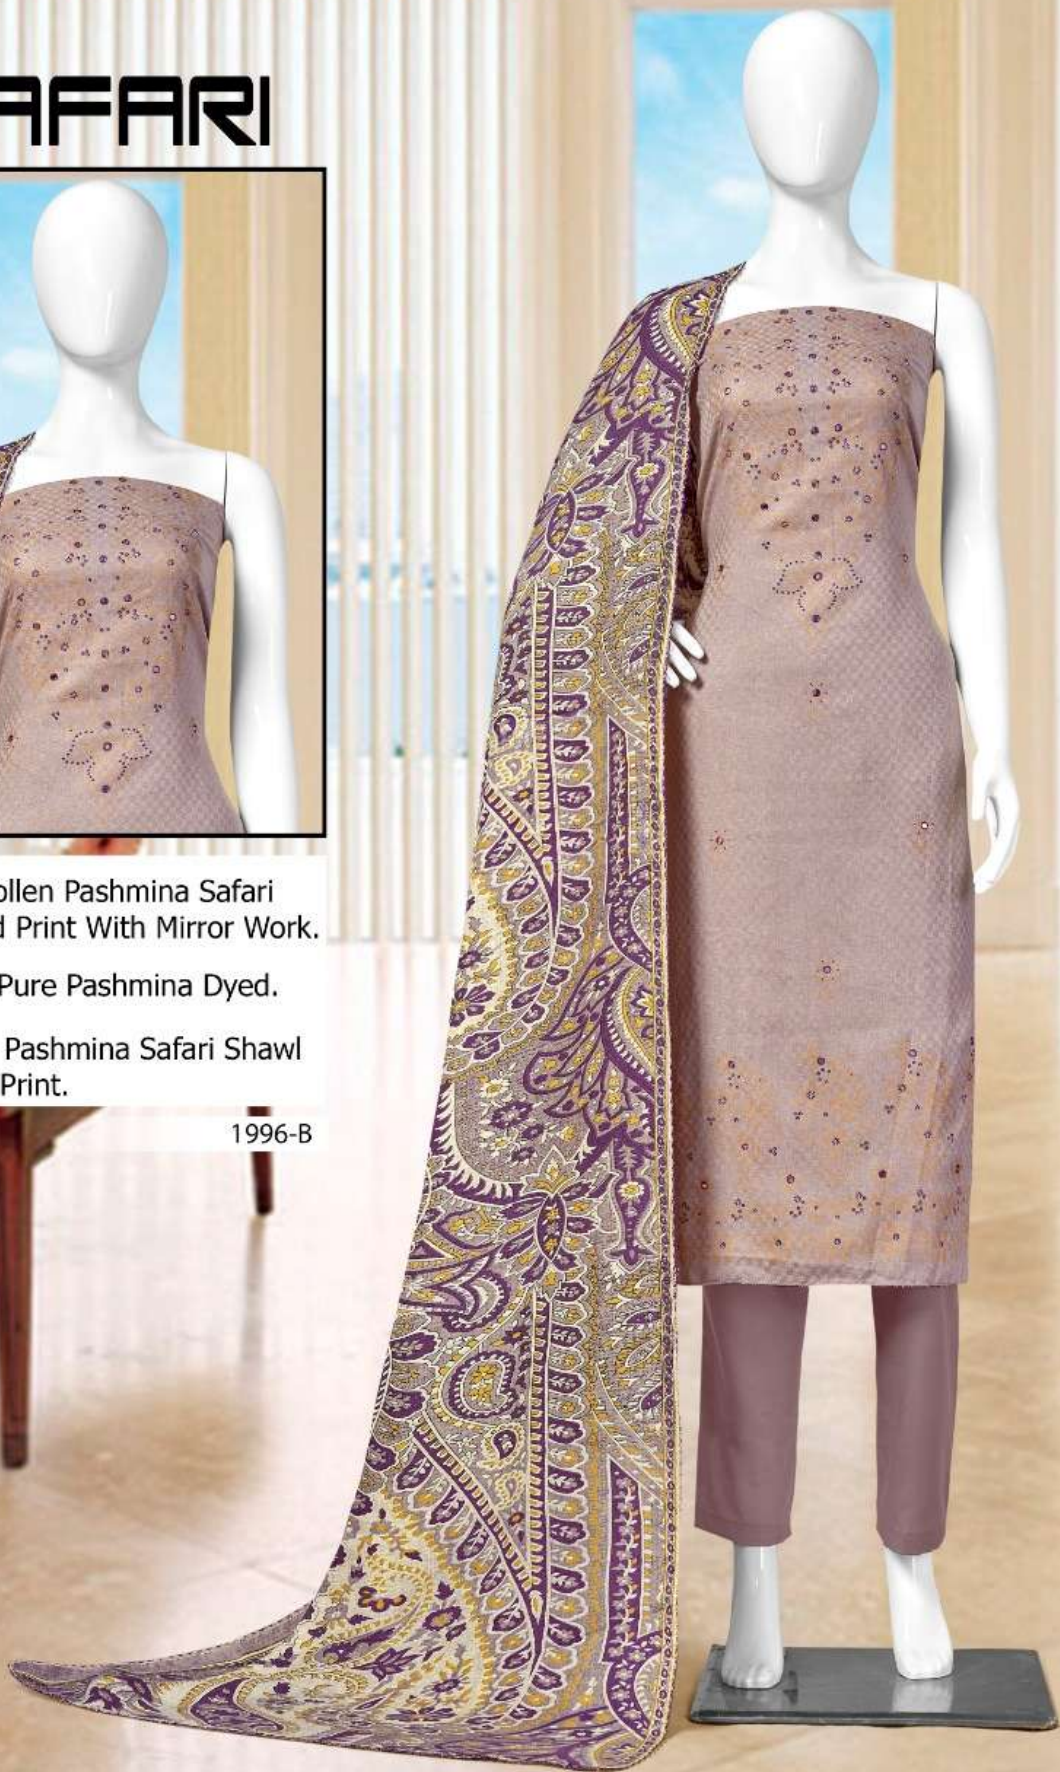 AFARI
ollen Pashmina Safari
d Print With Mirror Work.
Pure Pashmina Dyed.
Pashmina Safari Shawl
Print.
1996-B